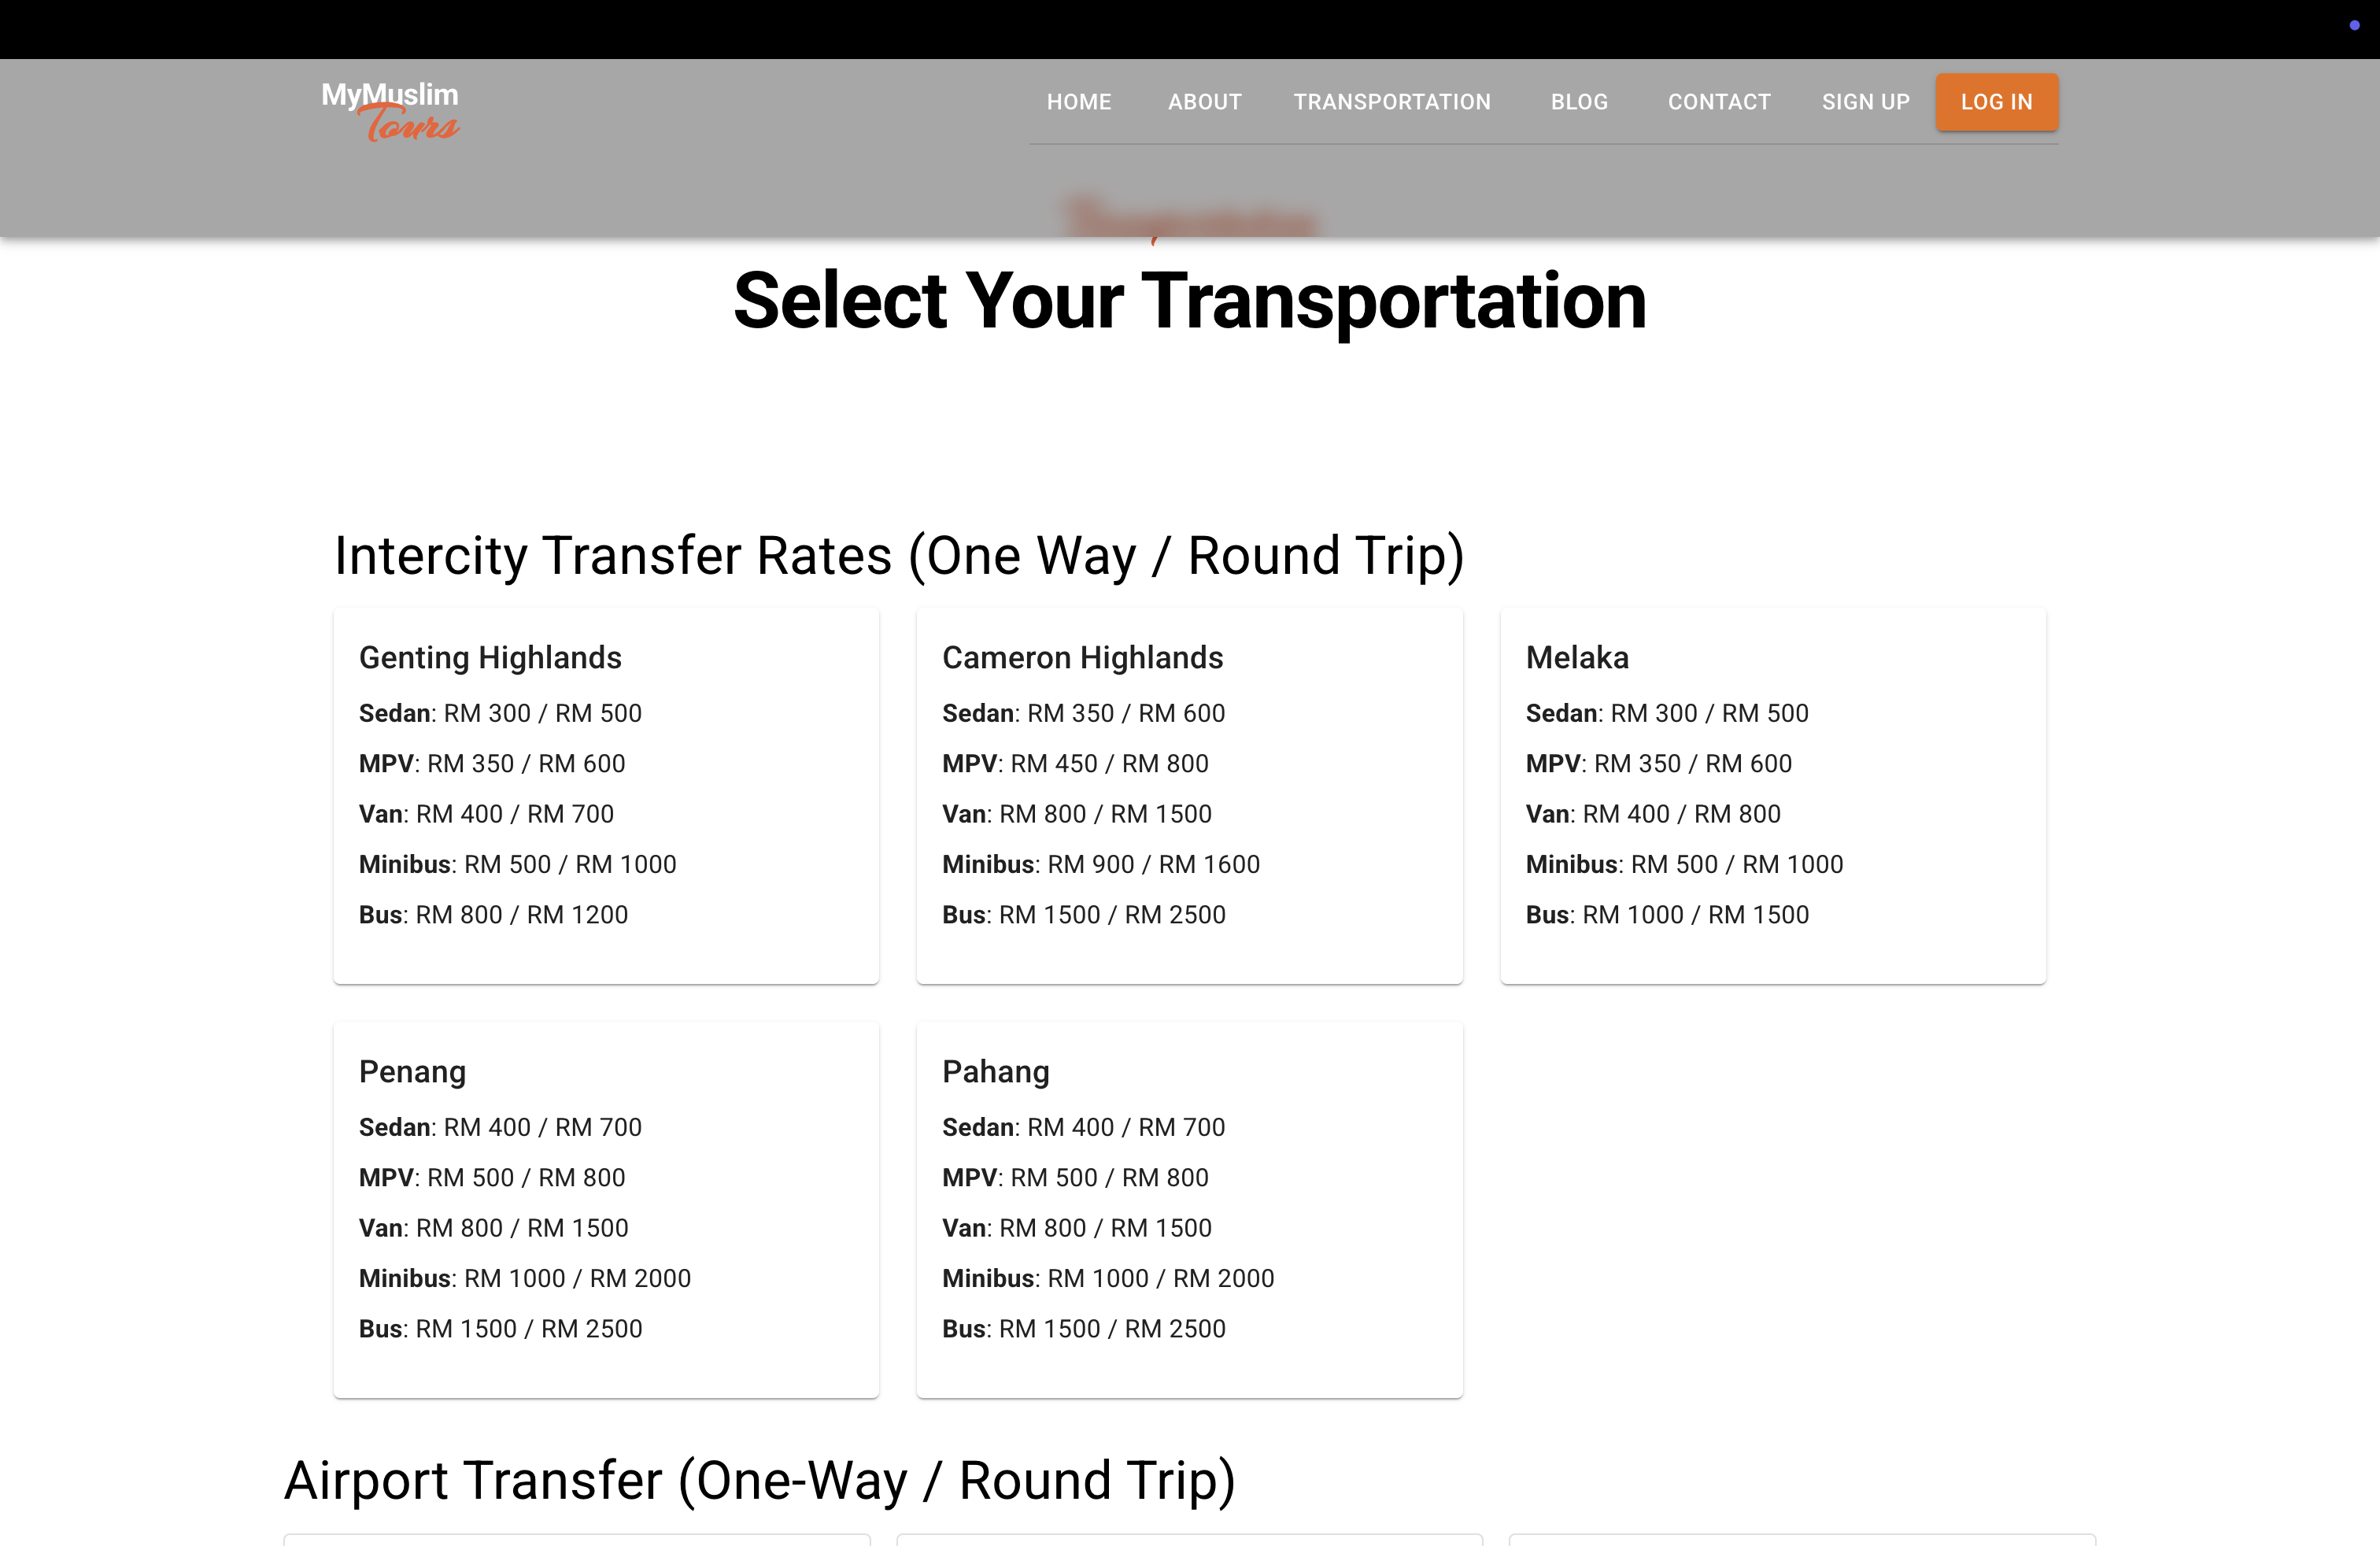 MyMuslim
Tours
HOME ABOUT TRANSPORTATION BLOG CONTACT SIGN UP LOG IN
Select Your Transportation
Intercity Transfer Rates (One Way / Round Trip)
Genting Highlands
Sedan: RM 300 / RM 500
MPV: RM 350 / RM 600
Van: RM 400 / RM 700
Minibus: RM 500 / RM 1000
Bus: RM 800 / RM 1200
Cameron Highlands
Sedan: RM 350 / RM 600
MPV: RM 450 / RM 800
Van: RM 800 / RM 1500
Minibus: RM 900 / RM 1600
Bus: RM 1500 / RM 2500
Melaka
Sedan: RM 300 / RM 500
MPV: RM 350 / RM 600
Van: RM 400 / RM 800
Minibus: RM 500 / RM 1000
Bus: RM 1000 / RM 1500
Penang
Sedan: RM 400 / RM 700
MPV: RM 500 / RM 800
Van: RM 800 / RM 1500
Minibus: RM 1000 / RM 2000
Bus: RM 1500 / RM 2500
Pahang
Sedan: RM 400 / RM 700
MPV: RM 500 / RM 800
Van: RM 800 / RM 1500
Minibus: RM 1000 / RM 2000
Bus: RM 1500 / RM 2500
Airport Transfer (One-Way / Round Trip)